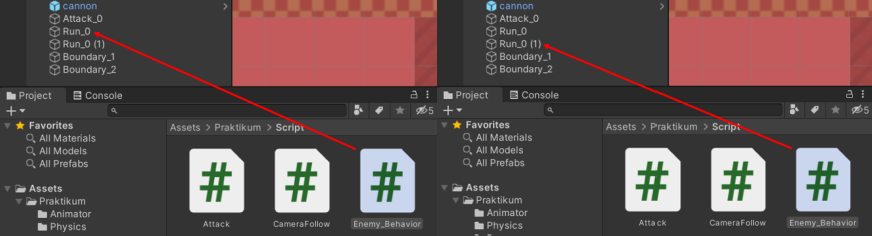 cannon
Attack_0
Run_0
Run_0 (1)
Boundary_1
Boundary_2
Project
Console
5
Favorites
All Materials
All Models
All Prefabs
Assets
Praktikum
Animator
Physics
Assets > Praktikum > Script
Attack
CameraFollow
Enemy_Behavior
cannon
Attack_0
Run_0
Run_0 (1)
Boundary_1
Boundary_2
Project
Console
5
Favorites
All Materials
All Models
All Prefabs
Assets
Praktikum
Animator
Physics
Assets > Praktikum > Script
Attack
CameraFollow
Enemy_Behavior